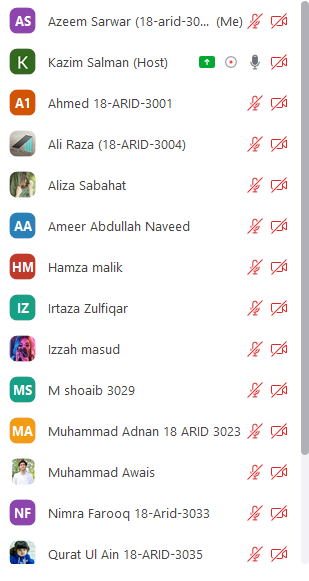 AS Azeem Sarwar (18-arid-30... (Me)
K Kazim Salman (Host)
A1 Ahmed 18-ARID-3001
Ali Raza (18-ARID-3004)
Aliza Sabahat
AA Ameer Abdullah Naveed
HM Hamza malik
IZ Irtaza Zulfiqar
Izzah masud
MS M shoaib 3029
MA Muhammad Adnan 18 ARID 3023
Muhammad Awais
NF Nimra Farooq 18-Arid-3033
Qurat Ul Ain 18-ARID-3035